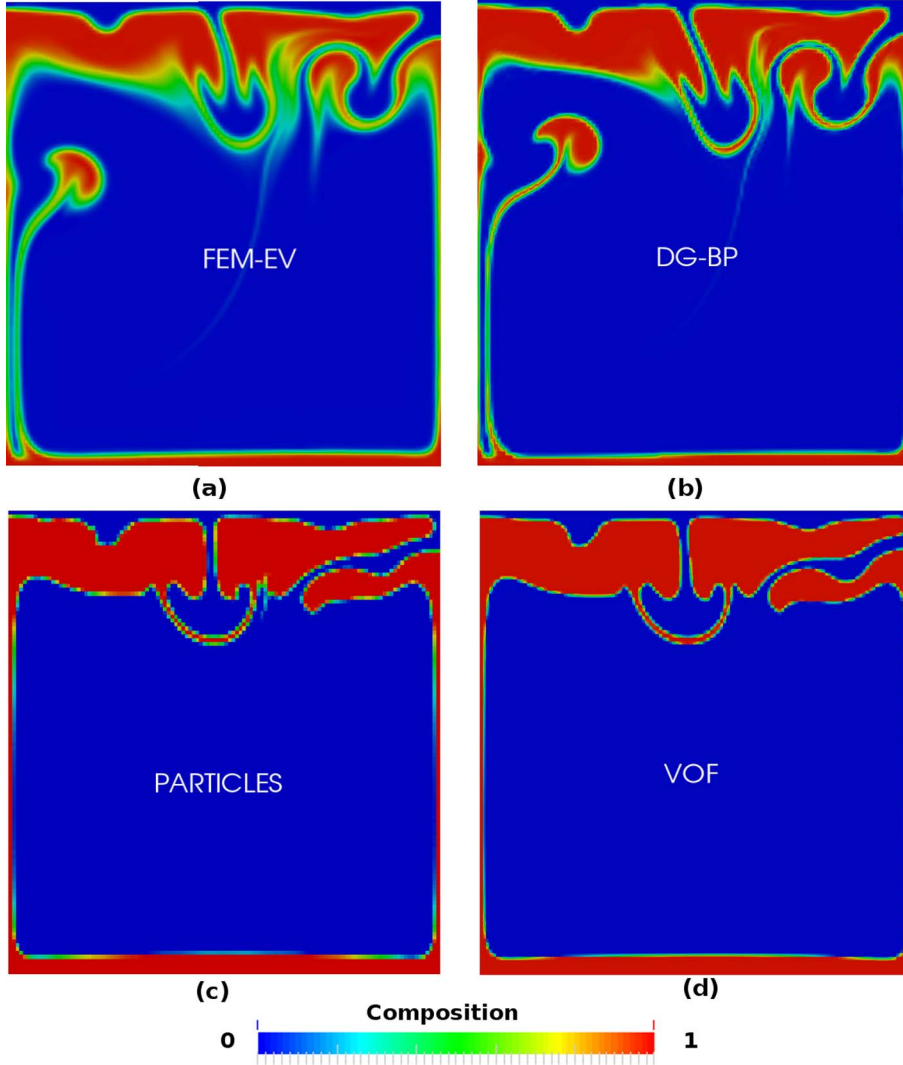 FEM-EV
DG-BP
(a)
(b)
PARTICLES
VOF
(c)
(d)
Composition
0
1